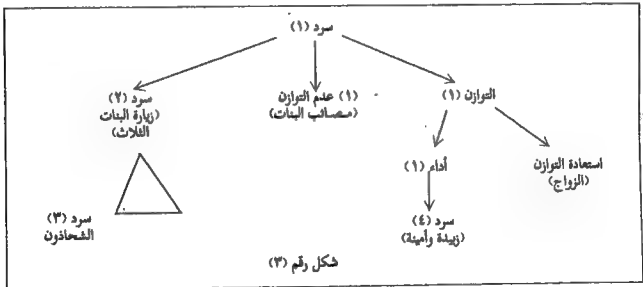 سرد (١)
التوازن (١)
(١) عدم التوازن
(مصائب البنات)
سرد (٢)
(زيارة البنات
الثلاث)
استعادة التوازن
(الزواج)
أداء (١)
سرد (٤)
(زبيدة وأمينة)
سرد (٣)
الشحاذون
شكل رقم (٣)